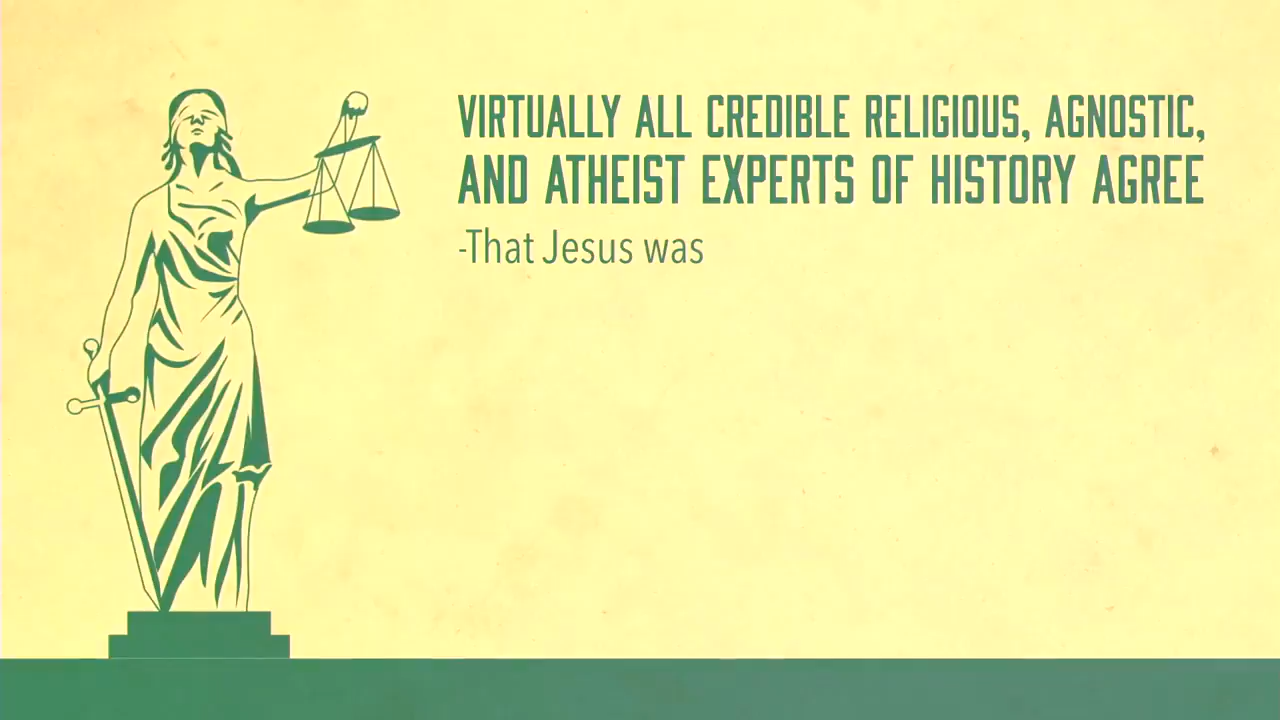 VIRTUALLY ALL CREDIBLE RELIGIOUS, AGNOSTIC,
AND ATHEIST EXPERTS OF HISTORY AGREE
-That Jesus was